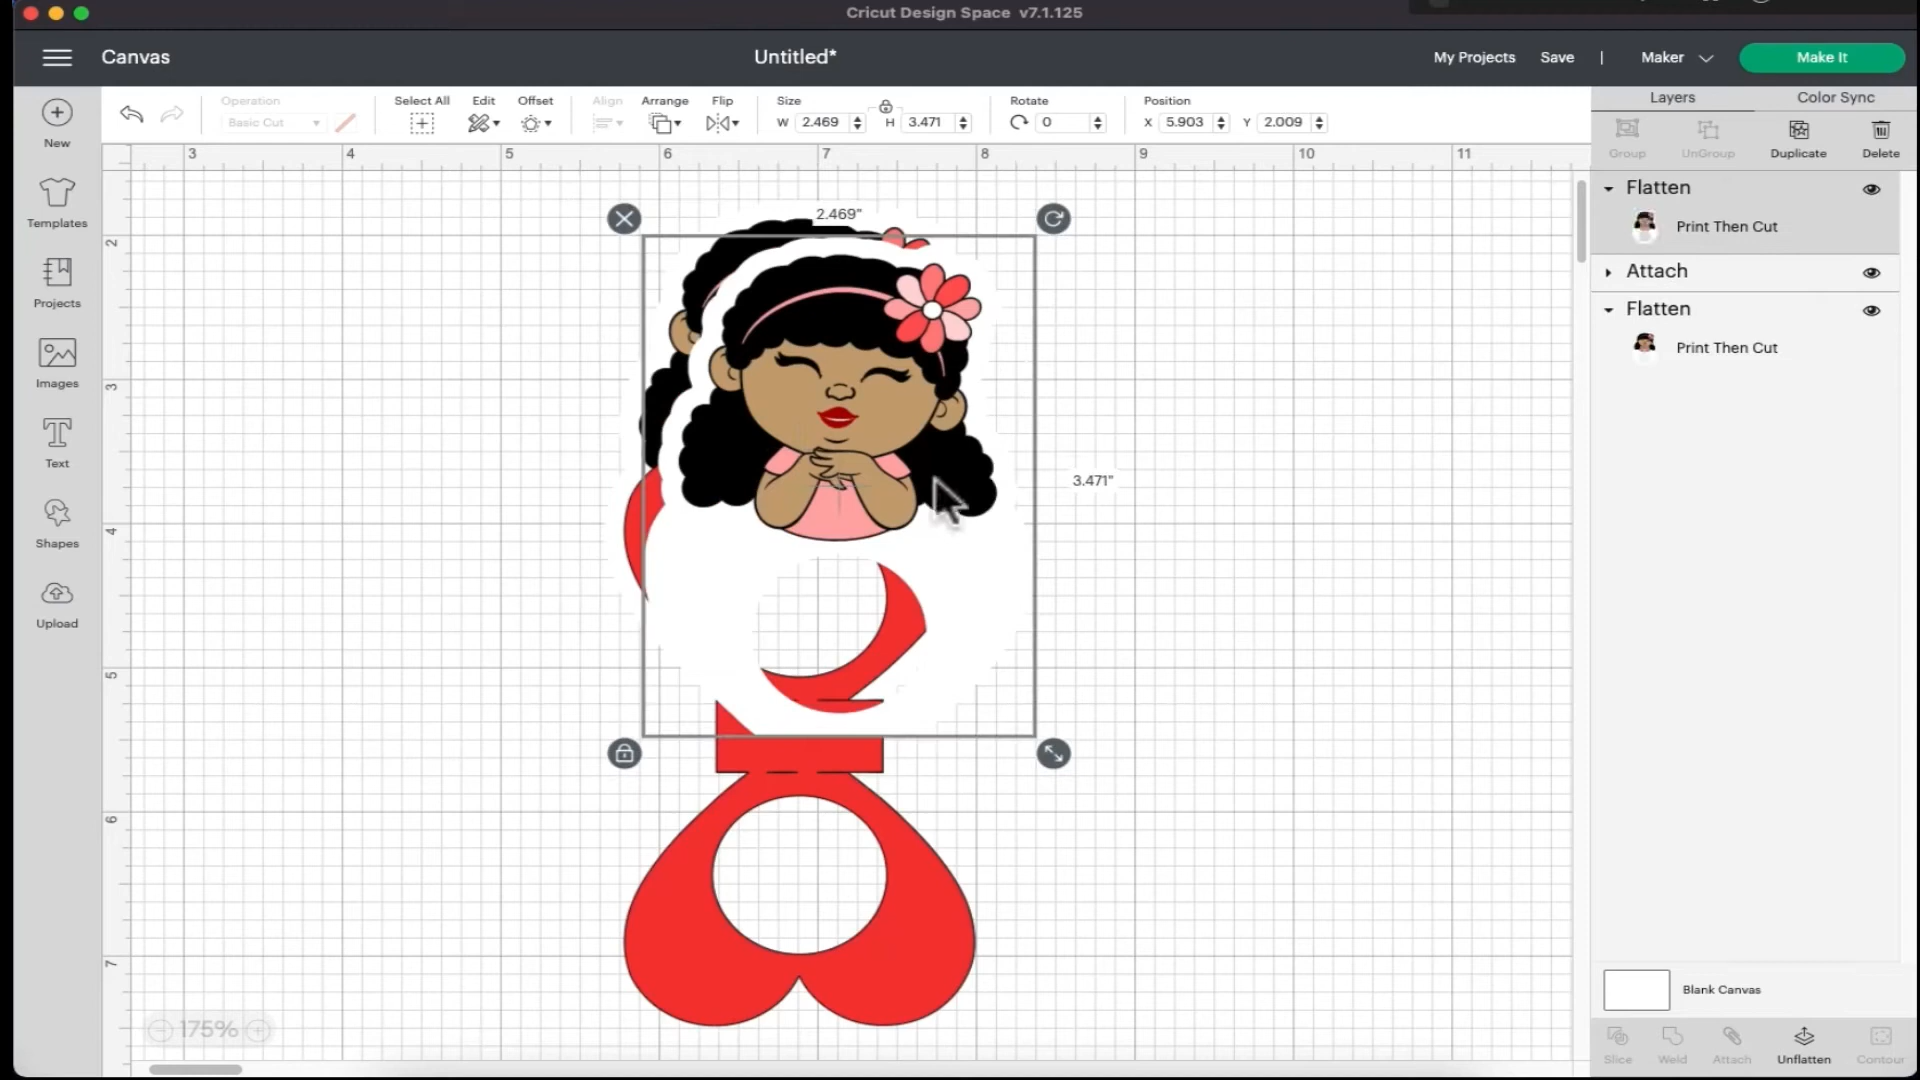 Cricut Design Space v7.1.125
Canvas
Untitled*
My Projects
Save
|
Maker
Make It
New
Templates
Projects
Images
Text
Shapes
Upload
Operation
Basic Cut
Select All
Edit
Offset
Align
Arrange
Flip
Size
W 2.469
H 3.471
Rotate
0
Position
X 5.903
Y 2.009
3 4 5 6 7 8 9 10 11
2
3
4
5
6
7
2.469"
3.471"
175%
Layers
Color Sync
Group
UnGroup
Duplicate
Delete
Flatten
Print Then Cut
Attach
Flatten
Print Then Cut
Blank Canvas
Slice
Weld
Attach
Unflatten
Contour